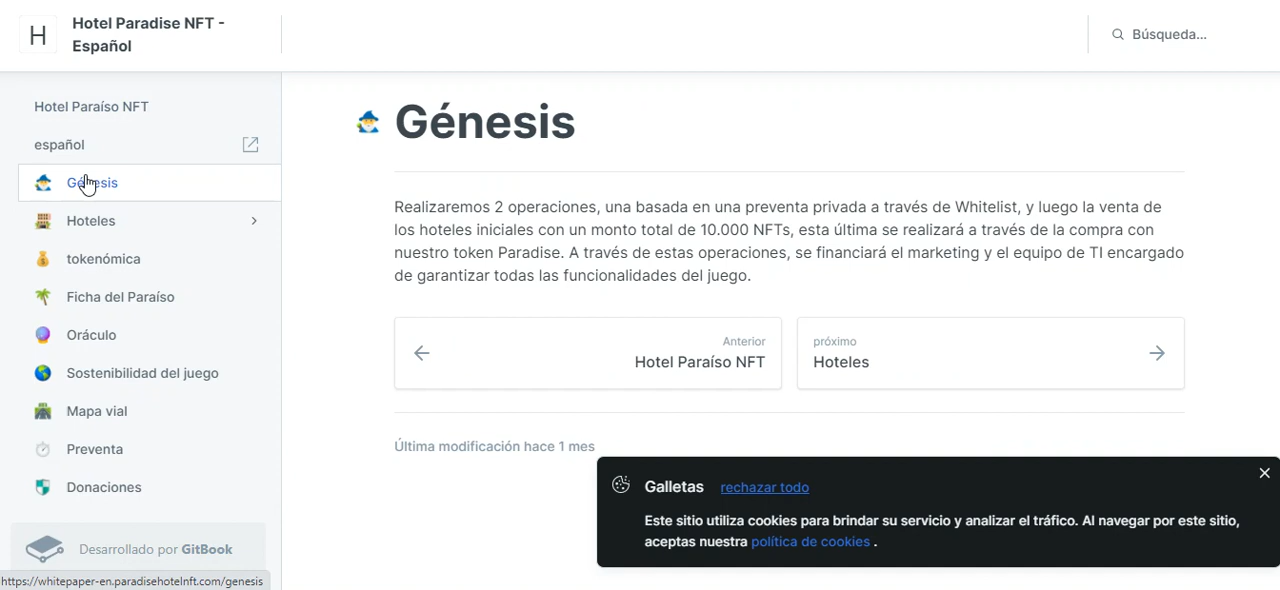 H
Hotel Paradise NFT -
Español
Búsqueda...
Hotel Paraíso NFT
español
Génesis
Hoteles
tokenómica
Ficha del Paraíso
Oráculo
Sostenibilidad del juego
Mapa vial
Preventa
Donaciones
Desarrollado por GitBook
https://whitepaper-en.paradisehotelnft.com/genesis
Génesis
Realizaremos 2 operaciones, una basada en una preventa privada a través de Whitelist, y luego la venta de
los hoteles iniciales con un monto total de 10.000 NFTs, esta última se realizará a través de la compra con
nuestro token Paradise. A través de estas operaciones, se financiará el marketing y el equipo de TI encargado
de garantizar todas las funcionalidades del juego.
Anterior
Hotel Paraíso NFT
próximo
Hoteles
Última modificación hace 1 mes
Galletas rechazar todo
Este sitio utiliza cookies para brindar su servicio y analizar el tráfico. Al navegar por este sitio,
aceptas nuestra política de cookies .